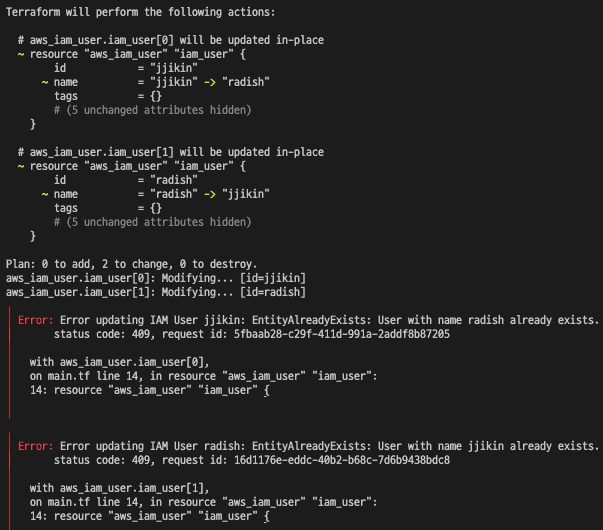 Terraform will perform the following actions:
# aws_iam_user.iam_user[0] will be updated in-place
~ resource "aws_iam_user" "iam_user" {
id = "jjikin"
~ name = "jjikin" -> "radish"
tags = {}
# (5 unchanged attributes hidden)
}
# aws_iam_user.iam_user[1] will be updated in-place
~ resource "aws_iam_user" "iam_user" {
id = "radish"
~ name = "radish" -> "jjikin"
tags = {}
# (5 unchanged attributes hidden)
}
Plan: 0 to add, 2 to change, 0 to destroy.
aws_iam_user.iam_user[0]: Modifying... [id=jjikin]
aws_iam_user.iam_user[1]: Modifying... [id=radish]
Error: Error updating IAM User jjikin: EntityAlreadyExists: User with name radish already exists.
status code: 409, request id: 5fbaab28-c29f-411d-991a-2addf8b87205
with aws_iam_user.iam_user[0],
on main.tf line 14, in resource "aws_iam_user" "iam_user":
14: resource "aws_iam_user" "iam_user" {
Error: Error updating IAM User radish: EntityAlreadyExists: User with name jjikin already exists.
status code: 409, request id: 16d1176e-eddc-40b2-b68c-7d6b9438bdc8
with aws_iam_user.iam_user[1],
on main.tf line 14, in resource "aws_iam_user" "iam_user":
14: resource "aws_iam_user" "iam_user" {